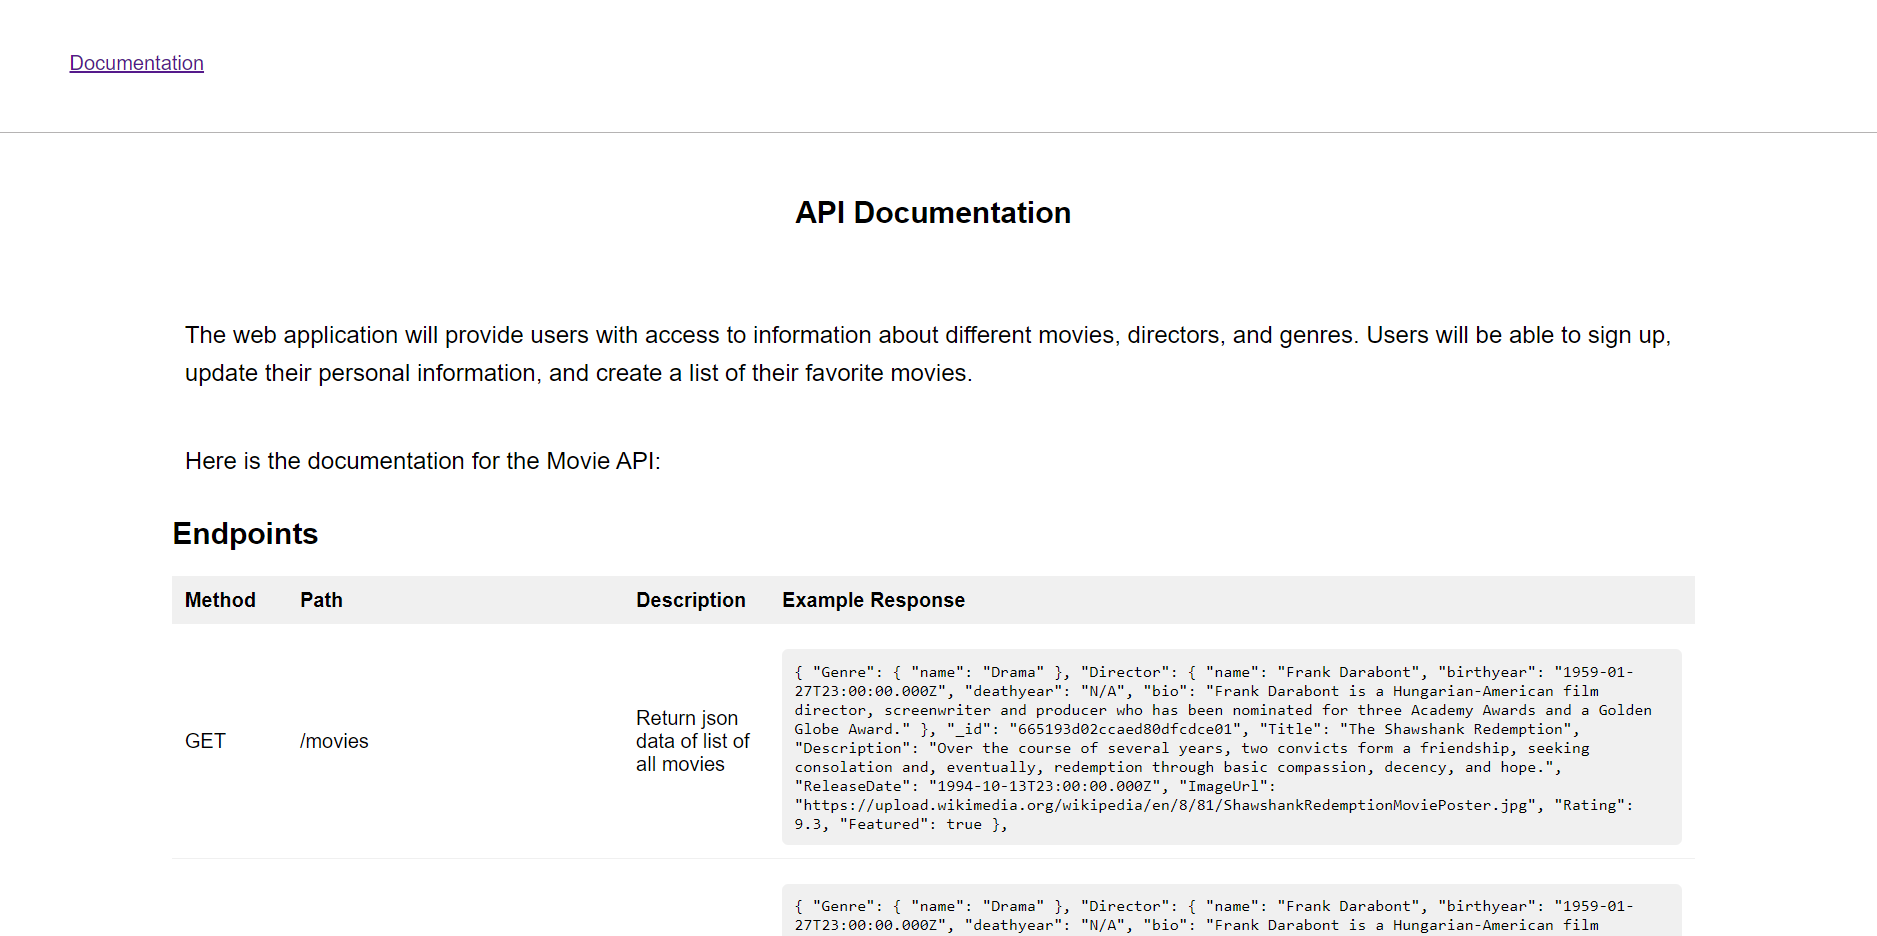 Documentation
API Documentation
The web application will provide users with access to information about different movies, directors, and genres. Users will be able to sign up,
update their personal information, and create a list of their favorite movies.
Here is the documentation for the Movie API:
Endpoints
Method Path Description Example Response
GET /movies
Return json
data of list of
all movies
{ "Genre": { "name": "Drama" }, "Director": { "name": "Frank Darabont", "birthyear": "1959-01-
27T23:00:00.000Z", "deathyear": "N/A", "bio": "Frank Darabont is a Hungarian-American film
director, screenwriter and producer who has been nominated for three Academy Awards and a Golden
Globe Award." }, "_id": "665193d02ccaed80dfcdce01", "Title": "The Shawshank Redemption",
"Description": "Over the course of several years, two convicts form a friendship, seeking
consolation and, eventually, redemption through basic compassion, decency, and hope.",
"ReleaseDate": "1994-10-13T23:00:00.000Z", "ImageUrl":
"https://upload.wikimedia.org/wikipedia/en/8/81/ShawshankRedemptionMoviePoster.jpg", "Rating":
9.3, "Featured": true },
{ "Genre": { "name": "Drama" }, "Director": { "name": "Frank Darabont", "birthyear": "1959-01-
27T23:00:00.000Z", "deathyear": "N/A", "bio": "Frank Darabont is a Hungarian-American film